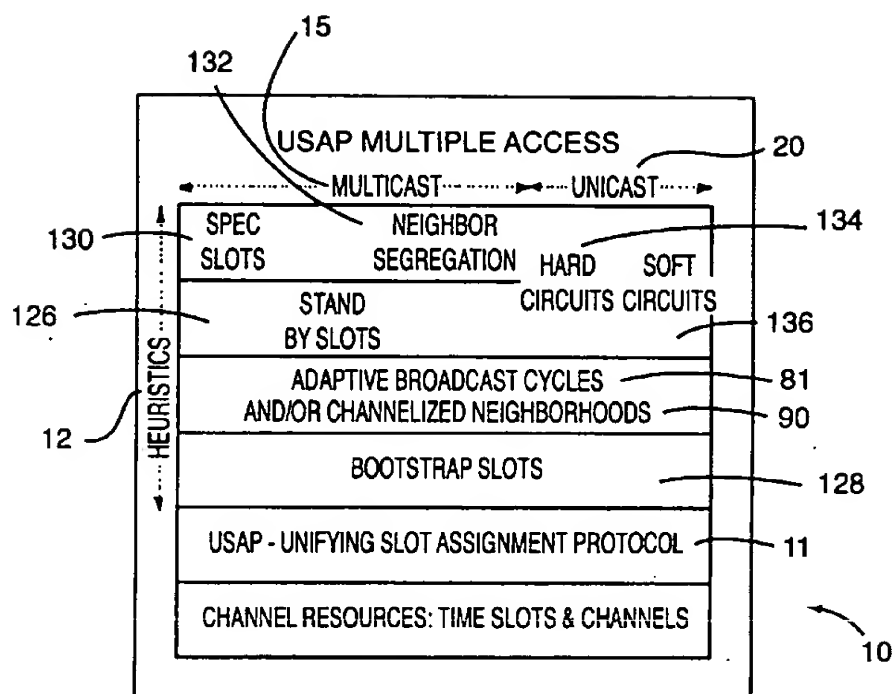 15
132
USAP MULTIPLE ACCESS
20
MULTICAST
UNICAST
130
SPEC
SLOTS
NEIGHBOR
SEGREGATION
134
HARD
CIRCUITS
SOFT
CIRCUITS
126
STAND
BY SLOTS
136
HEURISTICS
12
ADAPTIVE BROADCAST CYCLES
81
AND/OR CHANNELIZED NEIGHBORHOODS
90
BOOTSTRAP SLOTS
128
USAP - UNIFYING SLOT ASSIGNMENT PROTOCOL
11
CHANNEL RESOURCES: TIME SLOTS & CHANNELS
10